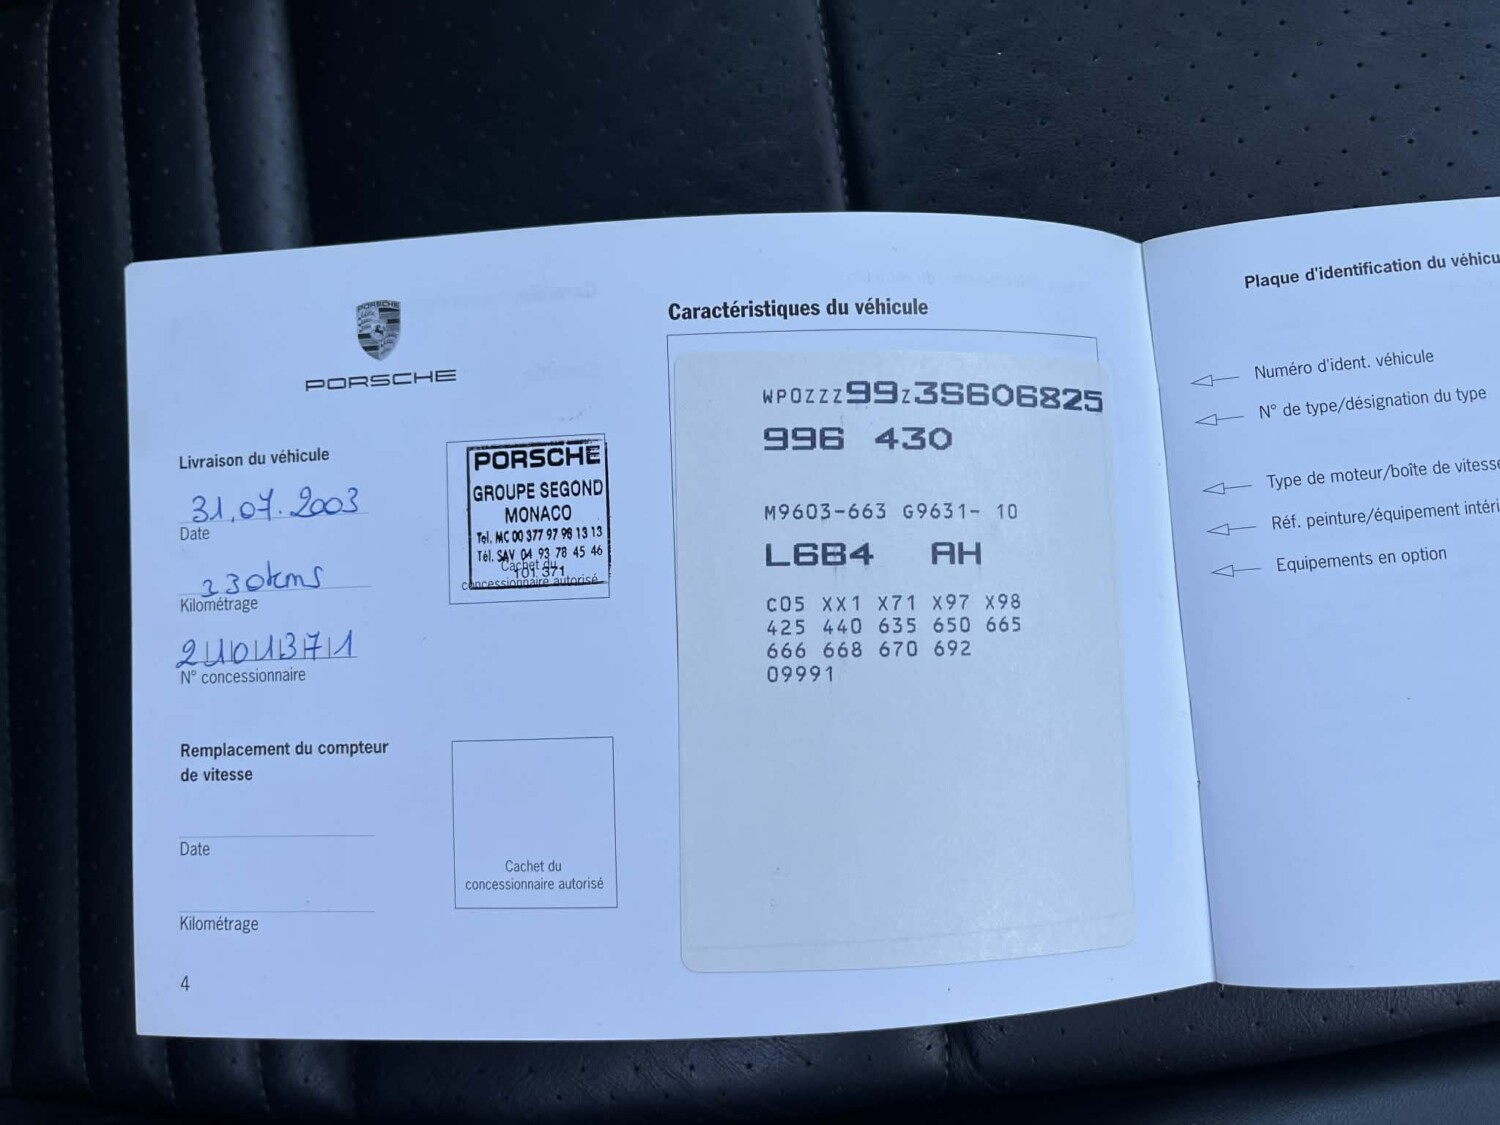 PORSCHE
PORSCHE
Livraison du véhicule
31.07.2003
Date
330kms
Kilométrage
2101371
N° concessionnaire
PORSCHE
GROUPE SEGOND
MONACO
Tel. MC 00 377 97 98 13 13
Tél. SAV 04 93 78 45 46
101 371
Cachet du
concessionnaire autorisé
Remplacement du compteur
de vitesse
Date
Kilométrage
Cachet du
concessionnaire autorisé
4
Caractéristiques du véhicule
WP0ZZZ99Z3S606825
996 430
M9603-663 G9631- 10
L6B4 AH
C05 XX1 X71 X97 X98
425 440 635 650 665
666 668 670 692
09991
Plaque d'identification du véhicu
Numéro d'ident. véhicule
N° de type/désignation du type
Type de moteur/boîte de vitesse
Réf. peinture/équipement intéri
Equipements en option